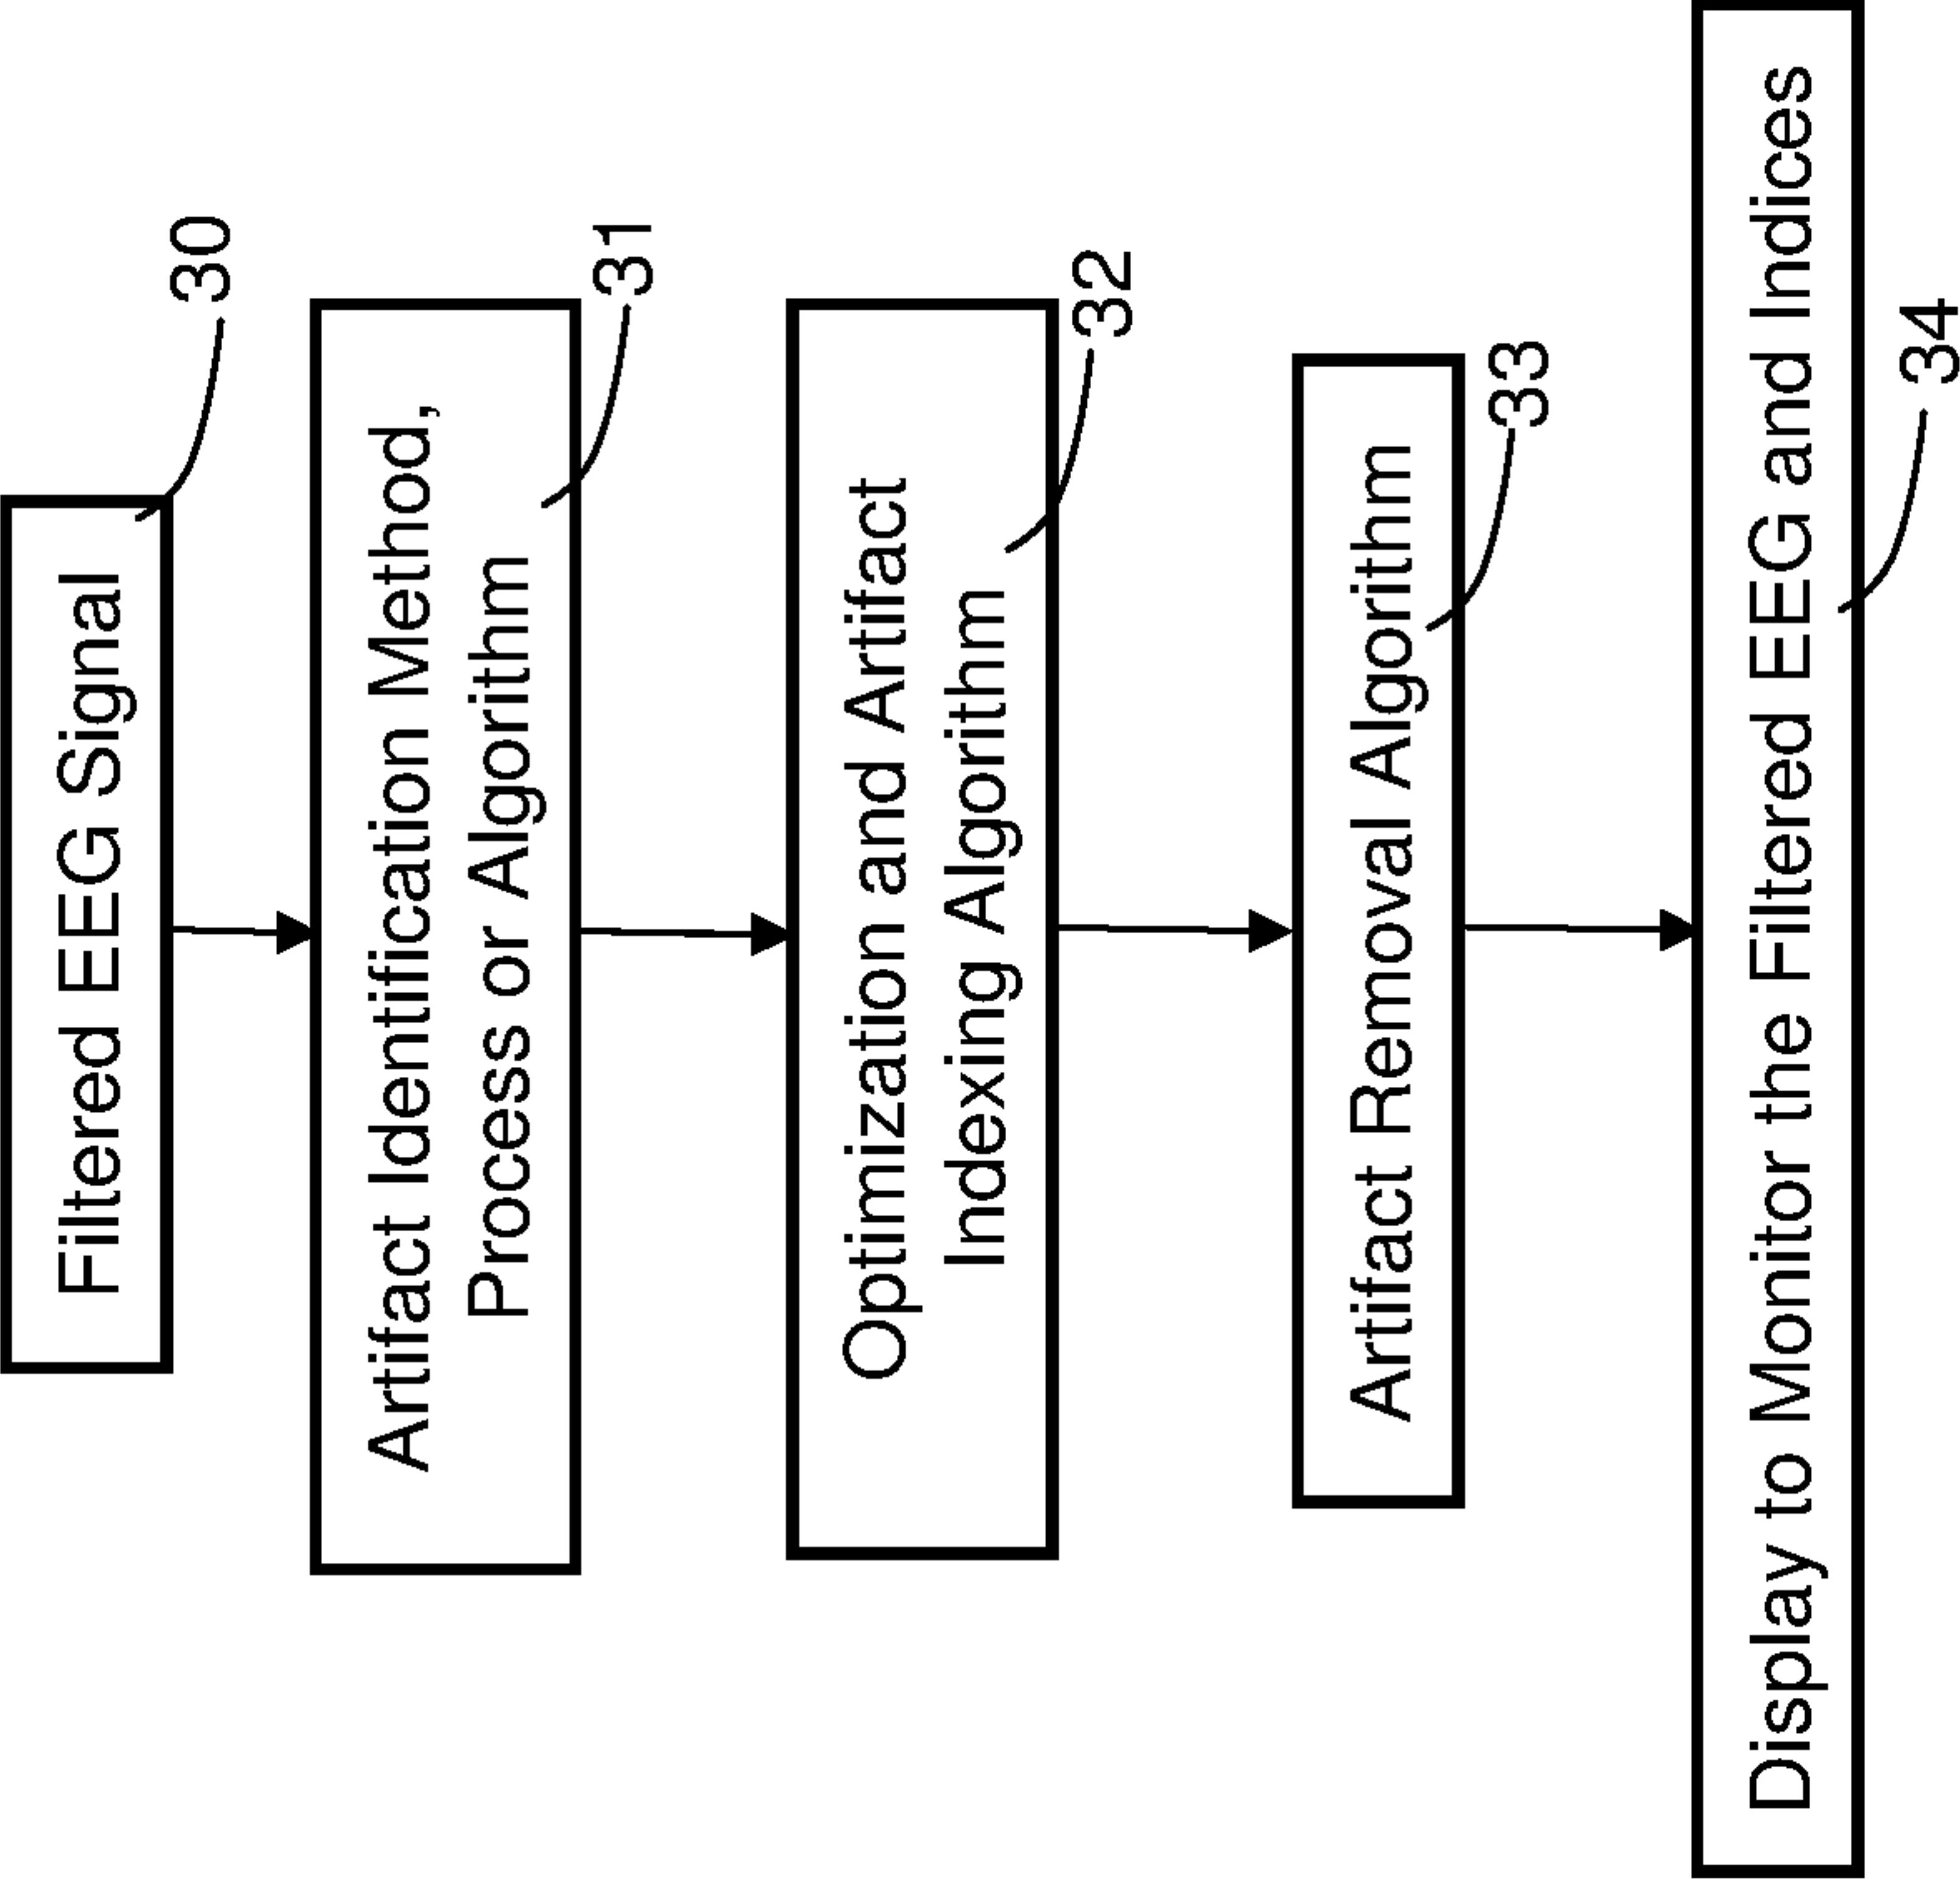 Filtered EEG Signal
30
Artifact Identification Method,
Process or Algorithm
31
Optimization and Artifact
Indexing Algorithm
32
Artifact Removal Algorithm
33
Display to Monitor the Filtered EEG and Indices
34